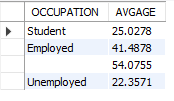 OCCUPATION AVGAGE
Student 25.0278
Employed 41.4878
54.0755
Unemployed 22.3571